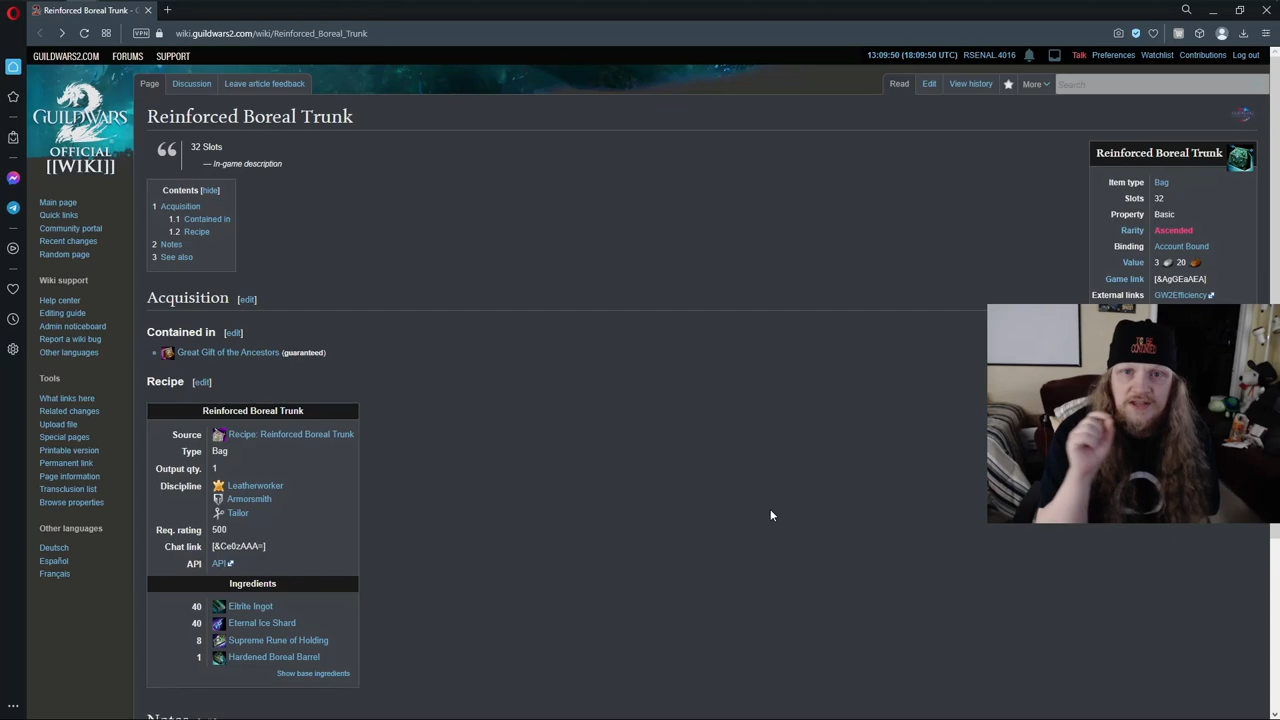 Reinforced Boreal Trunk - G
VPN
wiki.guildwars2.com/wiki/Reinforced_Boreal_Trunk
GUILDWARS2.COM FORUMS SUPPORT
13:09:50 (18:09:50 UTC) RSENAL.4016 Talk Preferences Watchlist Contributions Log out
Page Discussion Leave article feedback
Read Edit View history More Search
GUILD WARS 2
OFFICIAL
[[WIKI]]
Main page
Quick links
Community portal
Recent changes
Random page
Wiki support
Help center
Editing guide
Admin noticeboard
Report a wiki bug
Other languages
Tools
What links here
Related changes
Upload file
Special pages
Printable version
Permanent link
Page information
Transclusion list
Browse properties
Other languages
Deutsch
Español
Français
Reinforced Boreal Trunk
32 Slots
— In-game description
Contents [hide]
1 Acquisition
1.1 Contained in
1.2 Recipe
2 Notes
3 See also
Acquisition [edit]
Contained in [edit]
Great Gift of the Ancestors (guaranteed)
Recipe [edit]
Reinforced Boreal Trunk
Source Recipe: Reinforced Boreal Trunk
Type Bag
Output qty. 1
Discipline Leatherworker
Armorsmith
Tailor
Req. rating 500
Chat link [&Ce0zAAA=]
API API
Ingredients
40 Eitrite Ingot
40 Eternal Ice Shard
8 Supreme Rune of Holding
1 Hardened Boreal Barrel
Show base ingredients
Notes
Reinforced Boreal Trunk
Item type Bag
Slots 32
Property Basic
Rarity Ascended
Binding Account Bound
Value 3 20
Game link [&AgGEaAEA]
External links GW2Efficiency